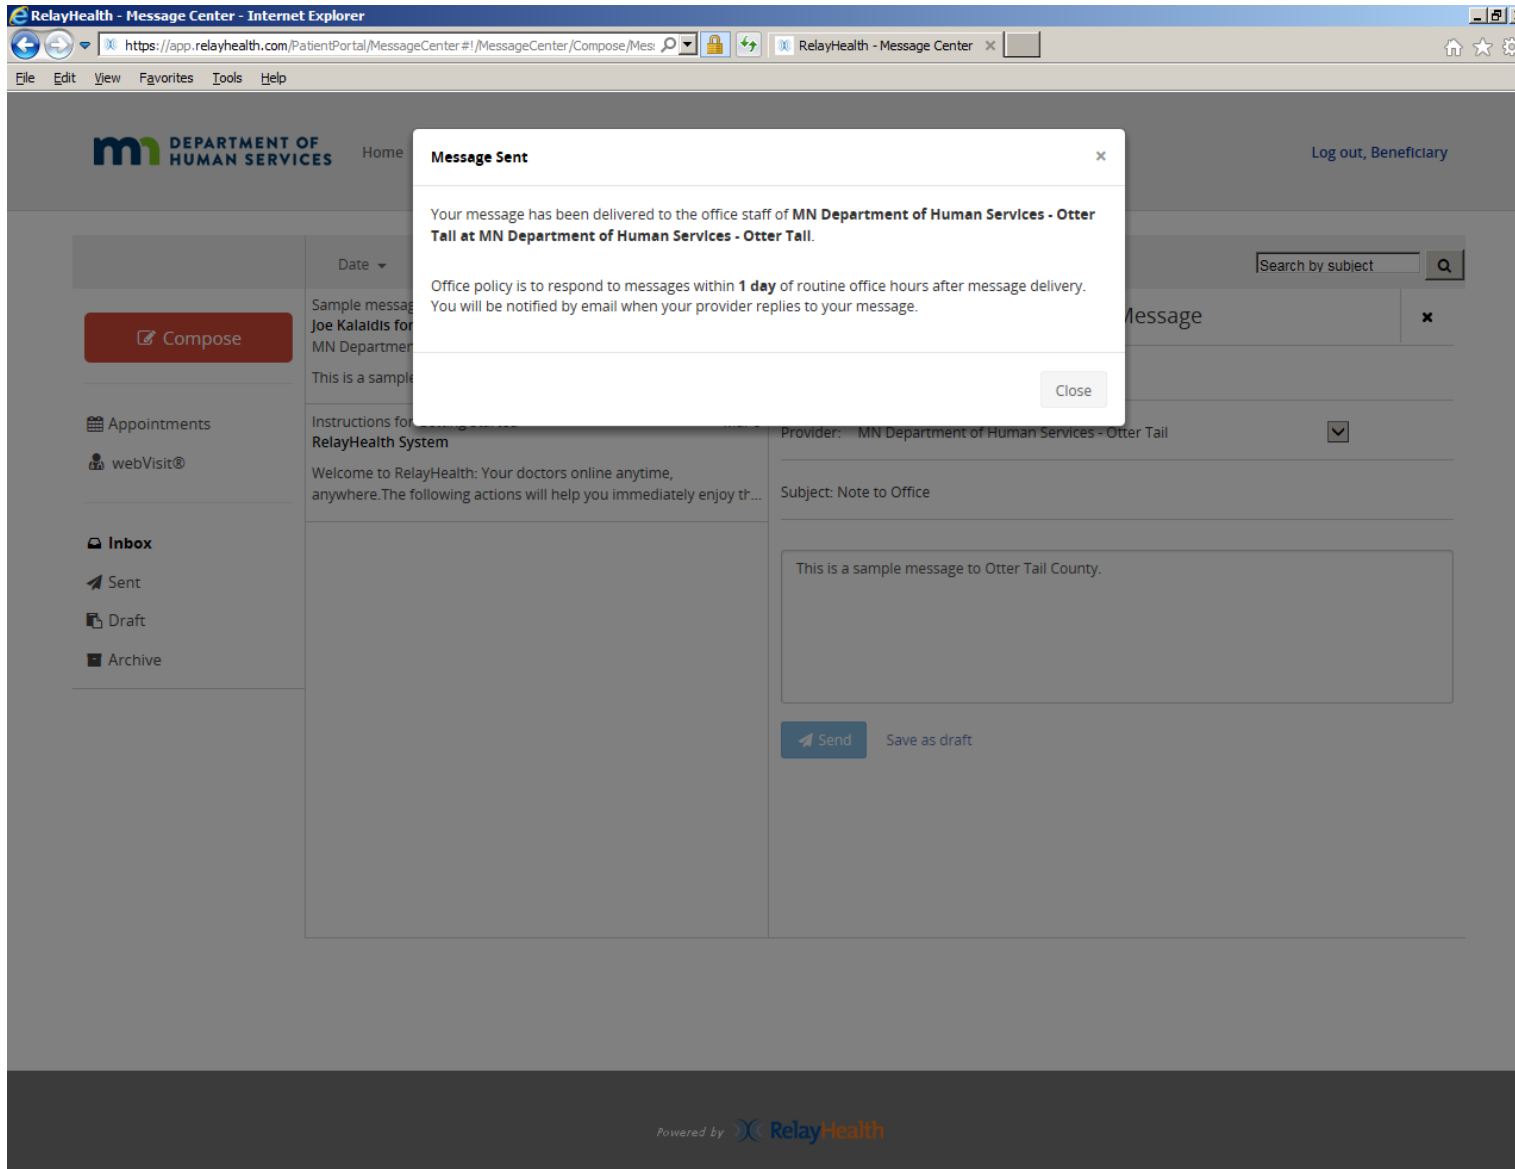 RelayHealth - Message Center - Internet Explorer
https://app.relayhealth.com/PatientPortal/MessageCenter#!/MessageCenter/Compose/Mes
RelayHealth - Message Center
File Edit View Favorites Tools Help
mn DEPARTMENT OF
HUMAN SERVICES
Home
Log out, Beneficiary
Message Sent
Your message has been delivered to the office staff of MN Department of Human Services - Otter
Tail at MN Department of Human Services - Otter Tail.
Office policy is to respond to messages within 1 day of routine office hours after message delivery.
You will be notified by email when your provider replies to your message.
Close
Date
Search by subject
Compose
Appointments
webVisit®
Inbox
Sent
Draft
Archive
Sample messag
Joe Kalaidis for
MN Departmen
This is a sample
Instructions for
RelayHealth System
Welcome to RelayHealth: Your doctors online anytime,
anywhere.The following actions will help you immediately enjoy th...
Message
Provider: MN Department of Human Services - Otter Tail
Subject: Note to Office
This is a sample message to Otter Tail County.
Send Save as draft
Powered by RelayHealth